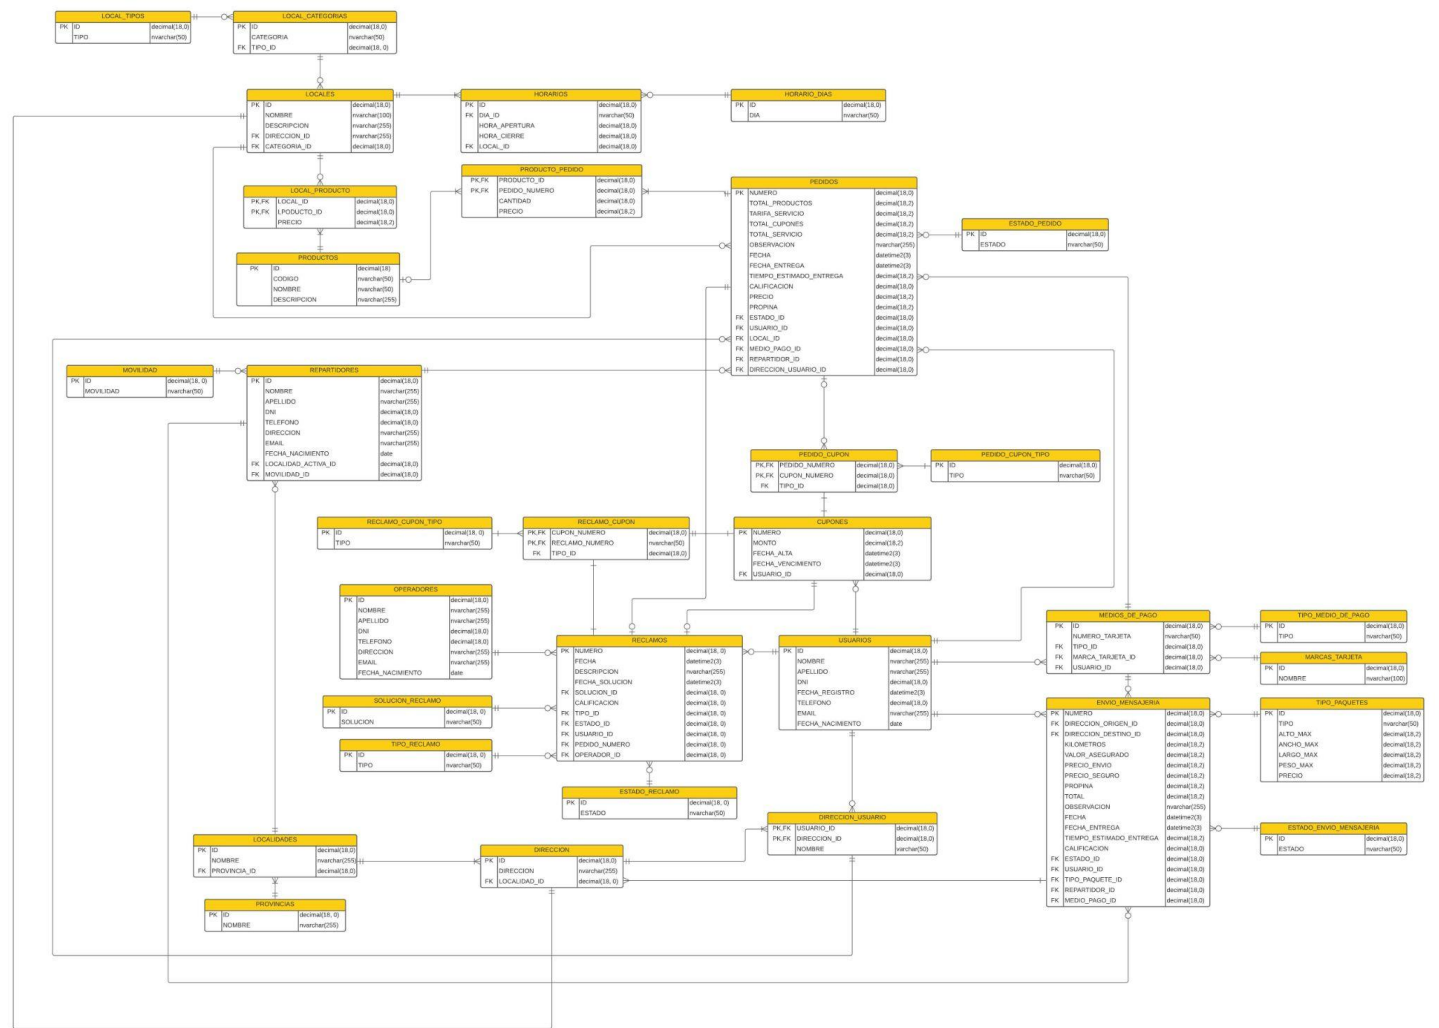 LOCAL_TIPOS
PK ID decimal(18,0)
TIPO nvarchar(50)
LOCAL_CATEGORIAS
PK ID decimal(18,0)
CATEGORIA nvarchar(50)
FK TIPO_ID decimal(18, 0)
LOCALES
PK ID decimal(18,0)
NOMBRE nvarchar(100)
DESCRIPCION nvarchar(255)
FK DIRECCION_ID nvarchar(255)
FK CATEGORIA_ID decimal(18,0)
HORARIOS
PK ID decimal(18,0)
FK DIA_ID nvarchar(50)
HORA_APERTURA decimal(18,0)
HORA_CIERRE decimal(18,0)
FK LOCAL_ID decimal(18,0)
HORARIO_DIAS
PK ID decimal(18,0)
DIA nvarchar(50)
LOCAL_PRODUCTO
PK,FK LOCAL_ID decimal(18,0)
PK,FK LPODUCTO_ID decimal(18,0)
PRECIO decimal(18,2)
PRODUCTO_PEDIDO
PK,FK PRODUCTO_ID decimal(18,0)
PK,FK PEDIDO_NUMERO decimal(18,0)
CANTIDAD decimal(18,0)
PRECIO decimal(18,2)
PEDIDOS
PK NUMERO decimal(18,0)
TOTAL_PRODUCTOS decimal(18,2)
TARIFA_SERVICIO decimal(18,2)
TOTAL_CUPONES decimal(18,2)
TOTAL_SERVICIO decimal(18,2)
OBSERVACION nvarchar(255)
FECHA datetime2(3)
FECHA_ENTREGA datetime2(3)
TIEMPO_ESTIMADO_ENTREGA decimal(18,2)
CALIFICACION decimal(18,0)
PRECIO decimal(18,2)
PROPINA decimal(18,2)
FK ESTADO_ID decimal(18,0)
FK USUARIO_ID decimal(18,0)
FK LOCAL_ID decimal(18,0)
FK MEDIO_PAGO_ID decimal(18,0)
FK REPARTIDOR_ID decimal(18,0)
FK DIRECCION_USUARIO_ID decimal(18,0)
ESTADO_PEDIDO
PK ID decimal(18,0)
ESTADO nvarchar(50)
PRODUCTOS
PK ID decimal(18)
CODIGO nvarchar(50)
NOMBRE nvarchar(50)
DESCRIPCION nvarchar(255)
MOVILIDAD
PK ID decimal(18, 0)
MOVILIDAD nvarchar(50)
REPARTIDORES
PK ID decimal(18,0)
NOMBRE nvarchar(255)
APELLIDO nvarchar(255)
DNI decimal(18,0)
TELEFONO decimal(18,0)
DIRECCION nvarchar(255)
EMAIL nvarchar(255)
FECHA_NACIMIENTO date
FK LOCALIDAD_ACTIVA_ID decimal(18,0)
FK MOVILIDAD_ID decimal(18,0)
PEDIDO_CUPON
PK,FK PEDIDO_NUMERO decimal(18,0)
PK,FK CUPON_NUMERO decimal(18,0)
FK TIPO_ID decimal(18,0)
PEDIDO_CUPON_TIPO
PK ID decimal(18,0)
TIPO nvarchar(50)
RECLAMO_CUPON_TIPO
PK ID decimal(18, 0)
TIPO nvarchar(50)
RECLAMO_CUPON
PK,FK CUPON_NUMERO decimal(18,0)
PK,FK RECLAMO_NUMERO nvarchar(50)
FK TIPO_ID decimal(18,0)
CUPONES
PK NUMERO decimal(18,0)
MONTO decimal(18,2)
FECHA_ALTA datetime2(3)
FECHA_VENCIMIENTO datetime2(3)
FK USUARIO_ID decimal(18,0)
OPERADORES
PK ID decimal(18,0)
NOMBRE nvarchar(255)
APELLIDO nvarchar(255)
DNI decimal(18,0)
TELEFONO decimal(18,0)
DIRECCION nvarchar(255)
EMAIL nvarchar(255)
FECHA_NACIMIENTO date
RECLAMOS
PK NUMERO decimal(18, 0)
FECHA datetime2(3)
DESCRIPCION nvarchar(255)
FECHA_SOLUCION datetime2(3)
FK SOLUCION_ID decimal(18, 0)
CALIFICACION decimal(18, 0)
FK TIPO_ID decimal(18, 0)
FK ESTADO_ID decimal(18, 0)
FK USUARIO_ID decimal(18, 0)
FK PEDIDO_NUMERO decimal(18, 0)
FK OPERADOR_ID decimal(18, 0)
USUARIOS
PK ID decimal(18,0)
NOMBRE nvarchar(255)
APELLIDO nvarchar(255)
DNI decimal(18,0)
FECHA_REGISTRO datetime2(3)
TELEFONO decimal(18,0)
EMAIL nvarchar(255)
FECHA_NACIMIENTO date
MEDIOS_DE_PAGO
PK ID decimal(18,0)
NUMERO_TARJETA nvarchar(50)
FK TIPO_ID decimal(18,0)
FK MARCA_TARJETA_ID decimal(18,0)
FK USUARIO_ID decimal(18,0)
TIPO_MEDIO_DE_PAGO
PK ID decimal(18,0)
TIPO nvarchar(50)
MARCAS_TARJETA
PK ID decimal(18,0)
NOMBRE nvarchar(100)
SOLUCION_RECLAMO
PK ID decimal(18, 0)
SOLUCION nvarchar(50)
TIPO_RECLAMO
PK ID decimal(18, 0)
TIPO nvarchar(50)
ESTADO_RECLAMO
PK ID decimal(18, 0)
ESTADO nvarchar(50)
ENVIO_MENSAJERIA
PK NUMERO decimal(18,0)
FK DIRECCION_ORIGEN_ID decimal(18,0)
FK DIRECCION_DESTINO_ID decimal(18,0)
KILOMETROS decimal(18,2)
VALOR_ASEGURADO decimal(18,2)
PRECIO_ENVIO decimal(18,2)
PRECIO_SEGURO decimal(18,2)
PROPINA decimal(18,2)
TOTAL decimal(18,2)
OBSERVACION nvarchar(255)
FECHA datetime2(3)
FECHA_ENTREGA datetime2(3)
TIEMPO_ESTIMADO_ENTREGA decimal(18,2)
CALIFICACION decimal(18,0)
FK ESTADO_ID decimal(18,0)
FK USUARIO_ID decimal(18,0)
FK TIPO_PAQUETE_ID decimal(18,0)
FK REPARTIDOR_ID decimal(18,0)
FK MEDIO_PAGO_ID decimal(18,0)
TIPO_PAQUETES
PK ID decimal(18,0)
TIPO nvarchar(50)
ALTO_MAX decimal(18,2)
ANCHO_MAX decimal(18,2)
LARGO_MAX decimal(18,2)
PESO_MAX decimal(18,2)
PRECIO decimal(18,2)
ESTADO_ENVIO_MENSAJERIA
PK ID decimal(18,0)
ESTADO nvarchar(50)
DIRECCION_USUARIO
PK,FK USUARIO_ID decimal(18,0)
PK,FK DIRECCION_ID decimal(18,0)
NOMBRE varchar(50)
LOCALIDADES
PK ID decimal(18,0)
NOMBRE nvarchar(255)
FK PROVINCIA_ID decimal(18,0)
DIRECCION
PK ID decimal(18,0)
DIRECCION nvarchar(255)
FK LOCALIDAD_ID decimal(18, 0)
PROVINCIAS
PK ID decimal(18, 0)
NOMBRE nvarchar(255)